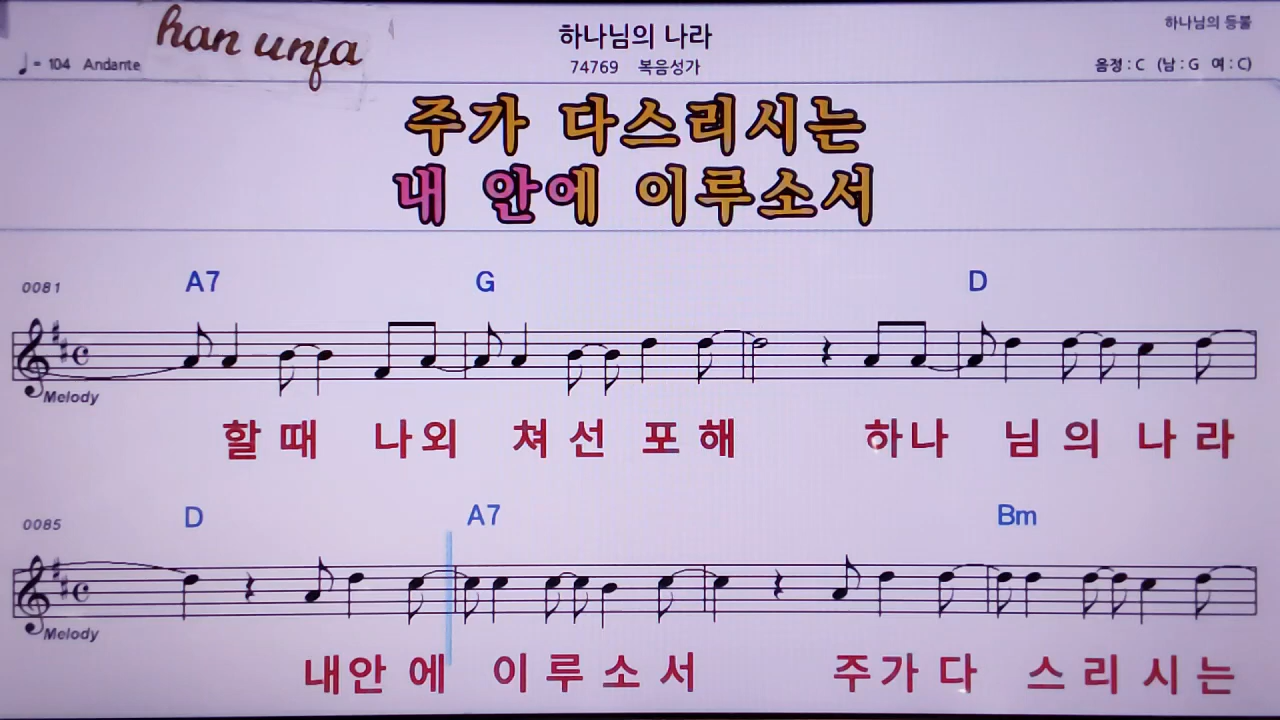 han unfa
하나님의 나라
하나님의 등불
♩= 104 Andante
74769 복음성가
음정 : C (남 : G 여 : C)
주가 다스리시는
내 안에 이루소서
0081
A7 G D
Melody
할 때 나 외 쳐 선 포 해 하 나 님 의 나 라
0085
D A7 Bm
Melody
내 안 에 이 루 소 서 주 가 다 스 리 시 는